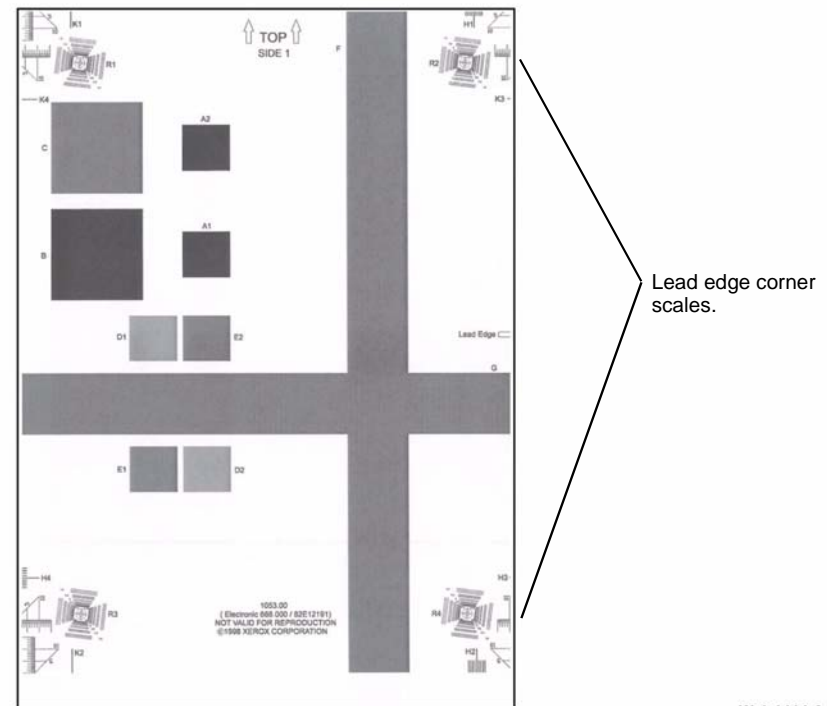 K1
TOP
SIDE 1
F
H1
R1
R2
K4
K3
A2
C
A1
B
Lead edge corner
scales.
D1
E2
Lead Edge
G
E1
D2
H4
H3
R3
1053.00
( Electronic 666.000 / 82E12191)
NOT VALID FOR REPRODUCTION
©1998 XEROX CORPORATION
R4
K2
H2